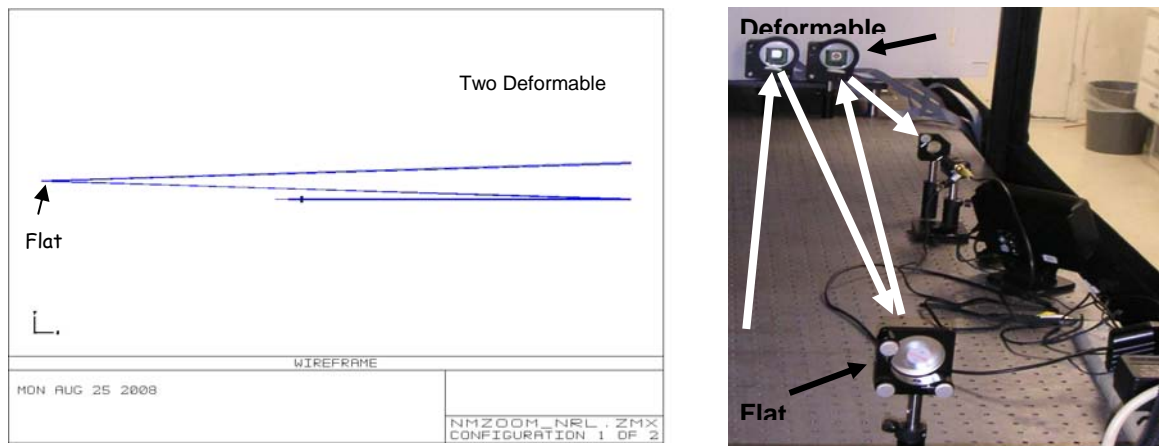 Two Deformable
Flat
WIREFRAME
MON AUG 25 2008
NMZOOM_NRL.ZMX
CONFIGURATION 1 OF 2
Deformable
Flat